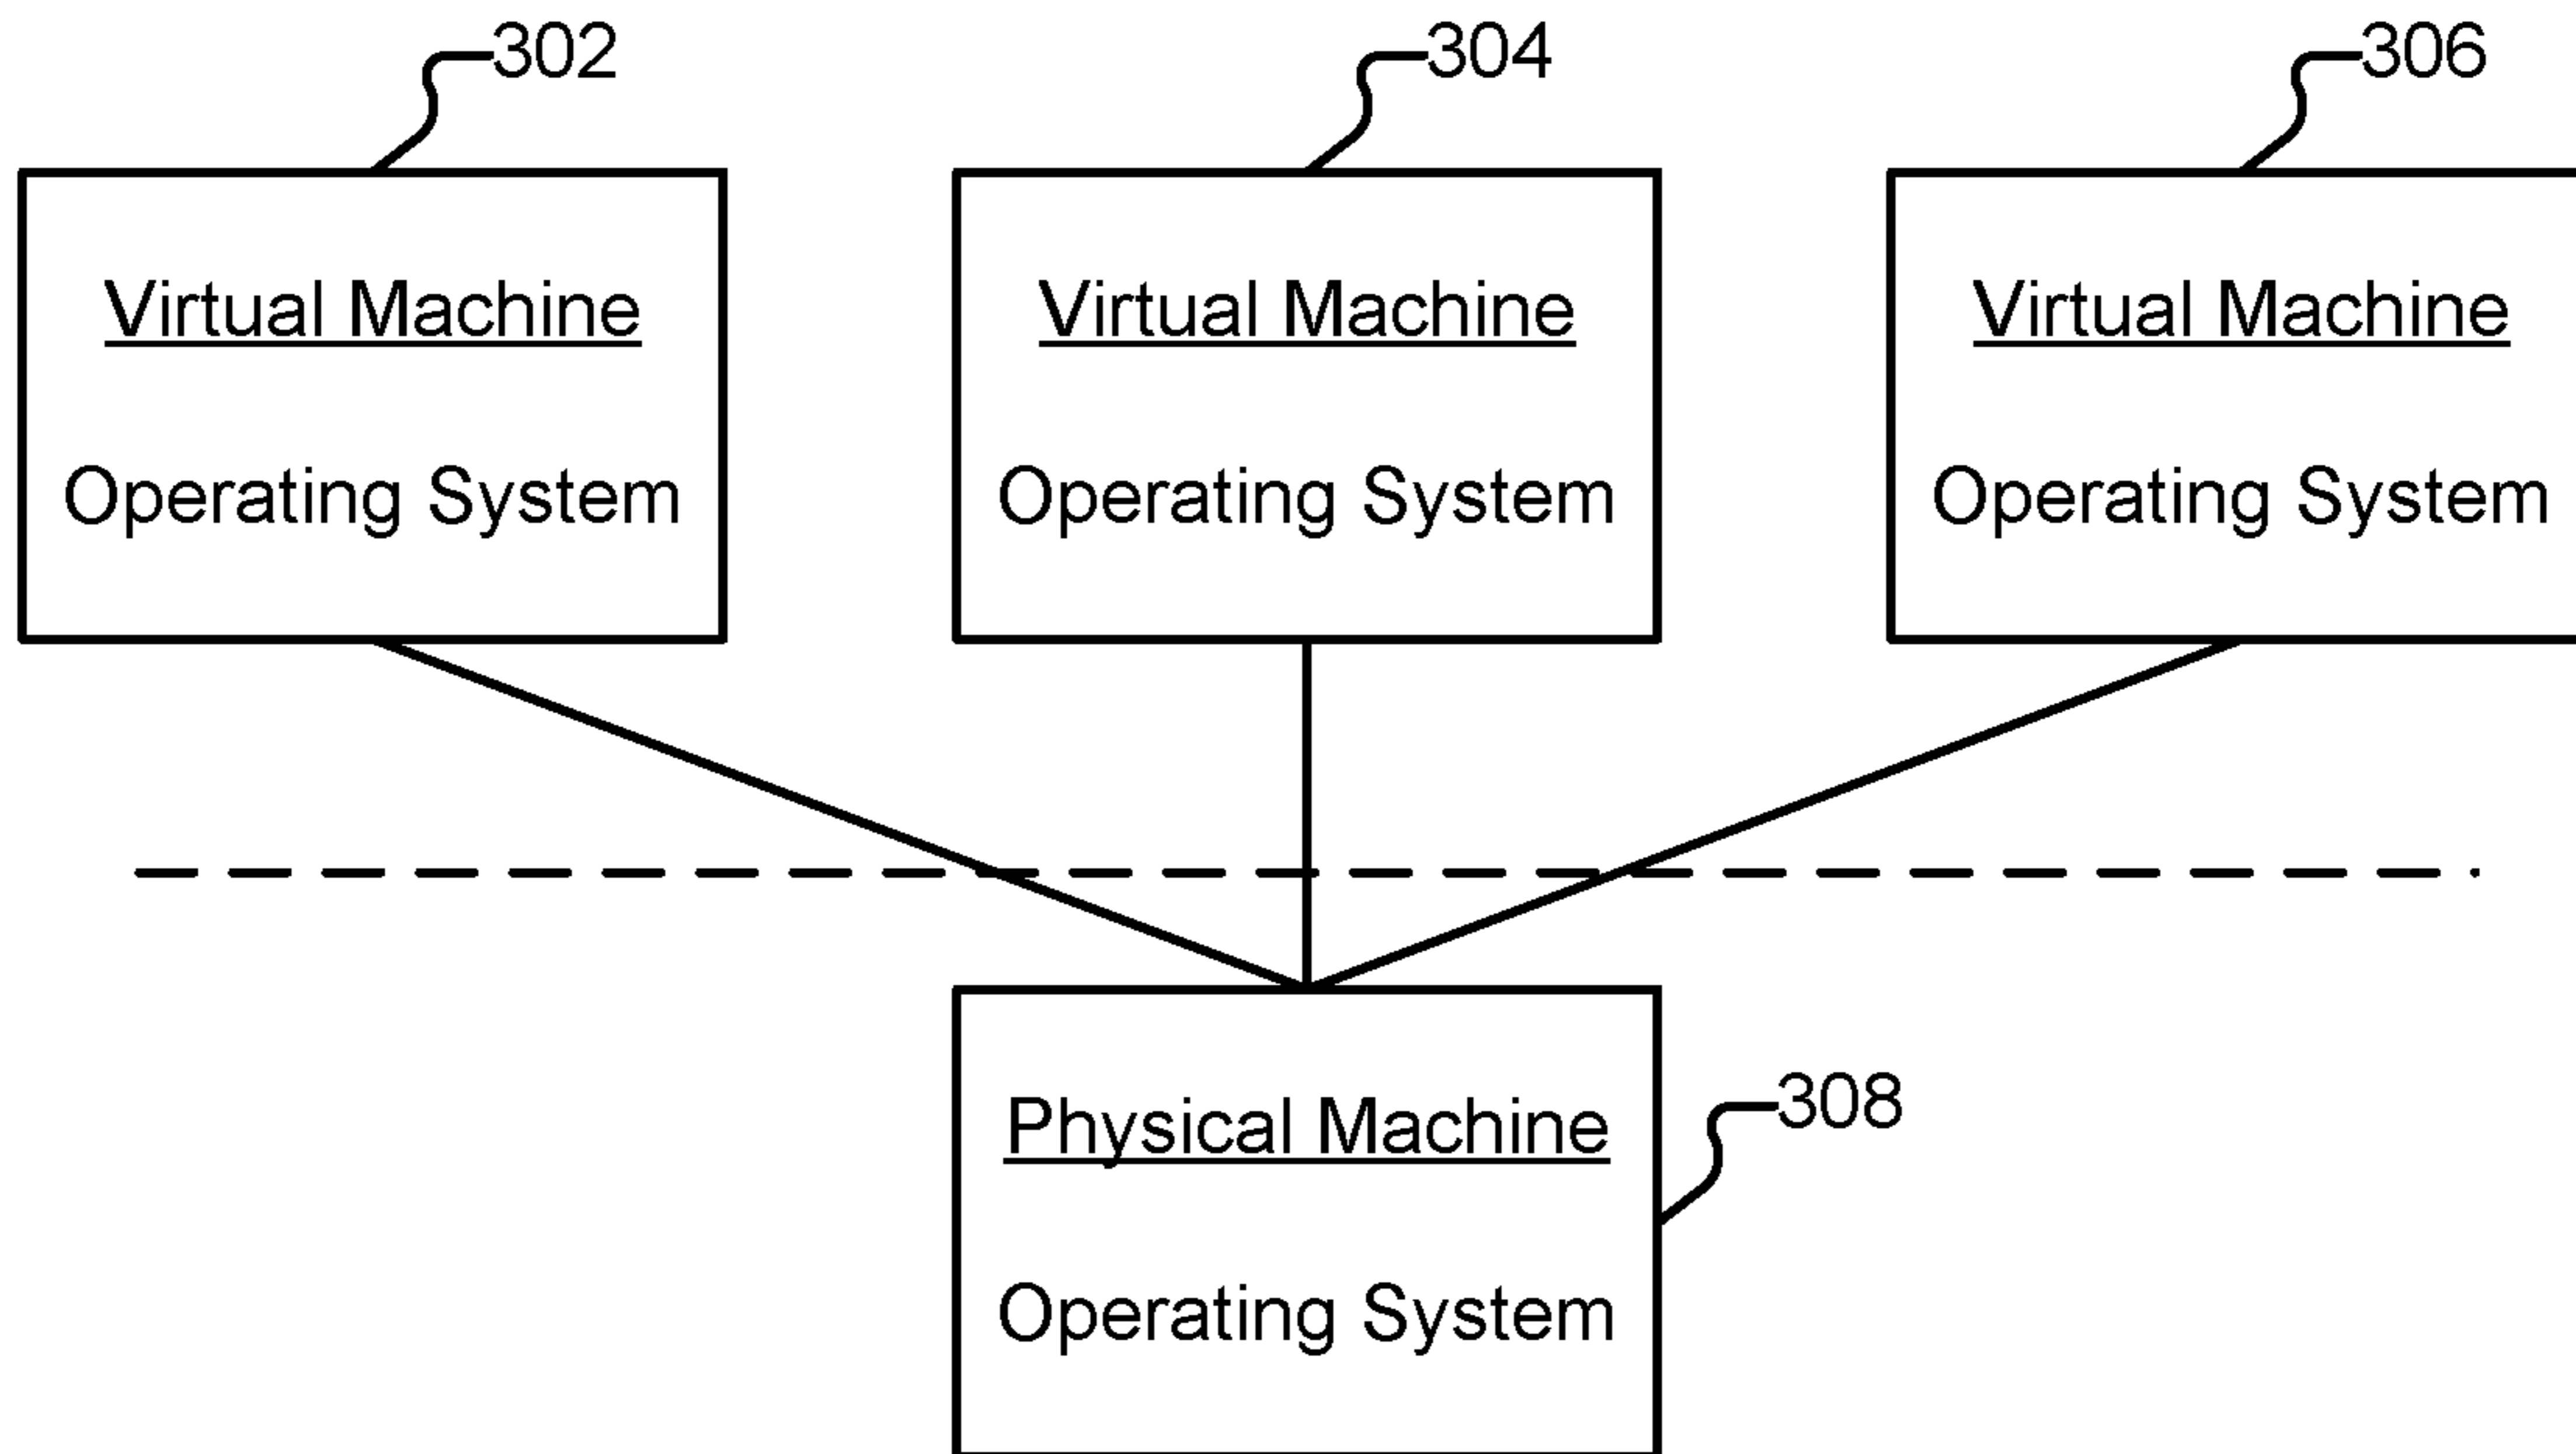 302
304
306
Virtual Machine
Operating System
Virtual Machine
Operating System
Virtual Machine
Operating System
308
Physical Machine
Operating System